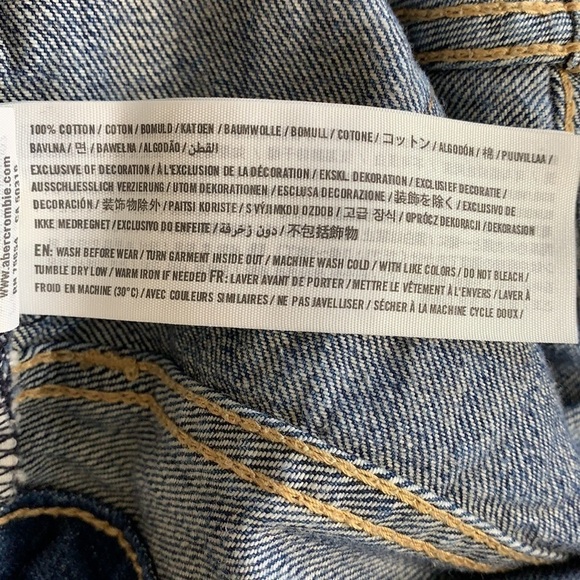 100% COTTON / COTON / BOMULD / KATOEN / BAUMWOLLE / BOMULL / COTONE / コットン / ALGODÓN / 棉 / PUUVILLAA /
BAVLNA / 면 / BAWEŁNA / ALGODÃO / القطن
EXCLUSIVE OF DECORATION / À L'EXCLUSION DE LA DÉCORATION / EKSKL. DEKORATION / EXCLUSIEF DECORATIE /
AUSSCHLIESSLICH VERZIERUNG / UTOM DEKORATIONEN / ESCLUSA DECORAZIONE / 装飾を除く / EXCLUSIVO DE
DECORACIÓN / 装饰物除外 / PAITSI KORISTE / S VÝJIMKOU OZDOB / 고급 장식 / OPRÓCZ DEKORACJI / DEKORASJON
IKKE MEDREGNET / EXCLUSIVO DO ENFEITE / دون زخرفة / 不包括飾物
EN: WASH BEFORE WEAR / TURN GARMENT INSIDE OUT / MACHINE WASH COLD / WITH LIKE COLORS / DO NOT BLEACH /
TUMBLE DRY LOW / WARM IRON IF NEEDED FR: LAVER AVANT DE PORTER / METTRE LE VÊTEMENT À L'ENVERS / LAVER À
FROID EN MACHINE (30°C) / AVEC COULEURS SIMILAIRES / NE PAS JAVELLISER / SÉCHER À LA MACHINE CYCLE DOUX /
www.abercrombie.com